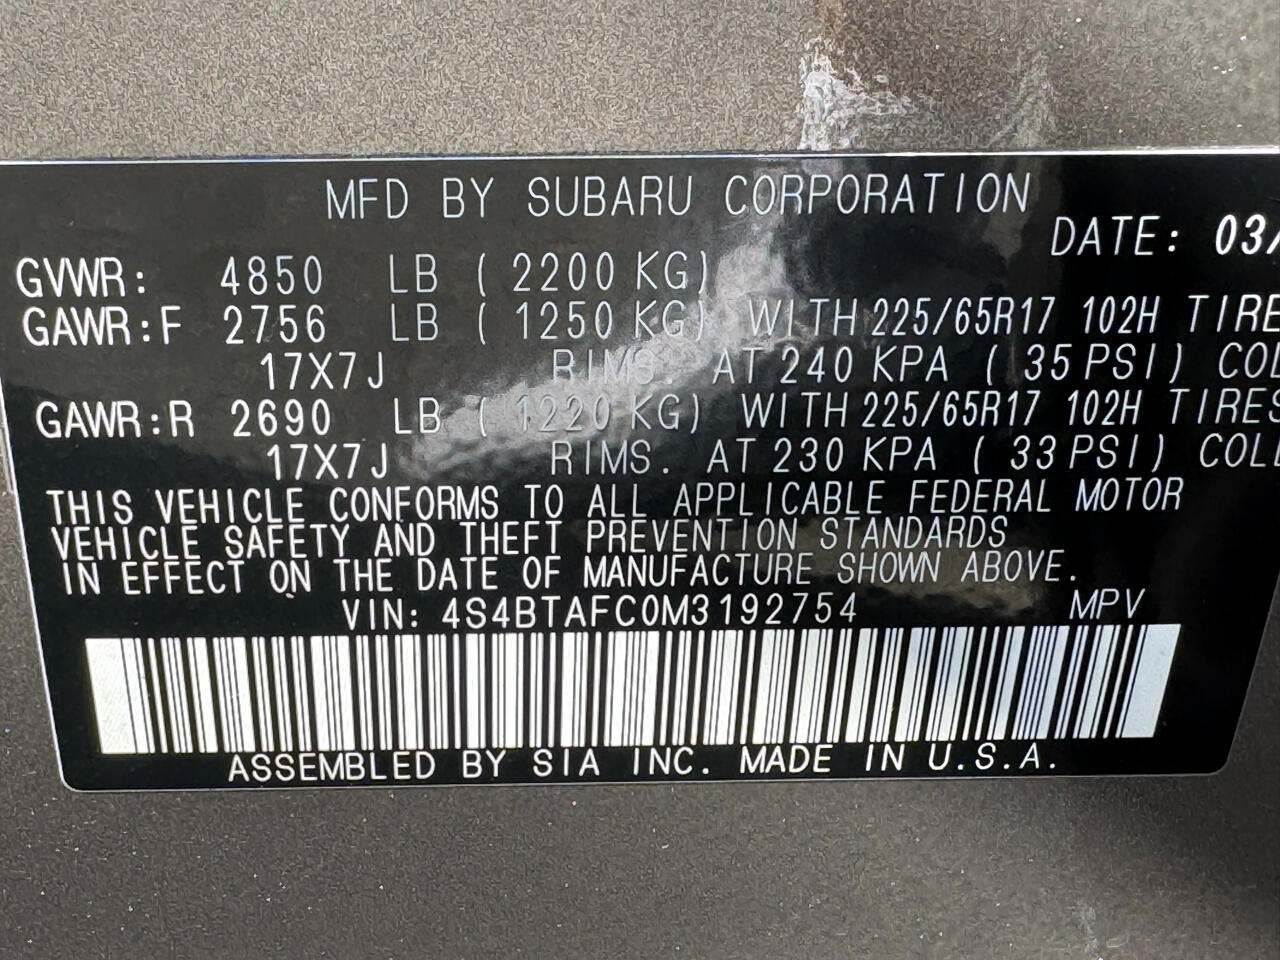 MFD BY SUBARU CORPORATION
DATE: 03/
GVWR: 4850 LB ( 2200 KG)
GAWR:F 2756 LB ( 1250 KG) WITH 225/65R17 102H TIRE
17X7J RIMS. AT 240 KPA ( 35 PSI) COL
GAWR:R 2690 LB ( 1220 KG) WITH 225/65R17 102H TIRES
17X7J RIMS. AT 230 KPA ( 33 PSI) COLD
THIS VEHICLE CONFORMS TO ALL APPLICABLE FEDERAL MOTOR
VEHICLE SAFETY AND THEFT PREVENTION STANDARDS
IN EFFECT ON THE DATE OF MANUFACTURE SHOWN ABOVE.
VIN: 4S4BTAFC0M3192754 MPV
ASSEMBLED BY SIA INC. MADE IN U.S.A.